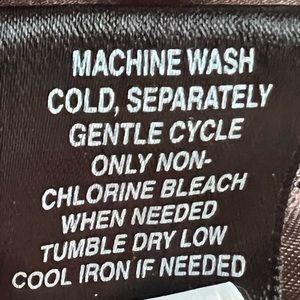 MACHINE WASH
COLD, SEPARATELY
GENTLE CYCLE
ONLY NON-
CHLORINE BLEACH
WHEN NEEDED
TUMBLE DRY LOW
COOL IRON IF NEEDED